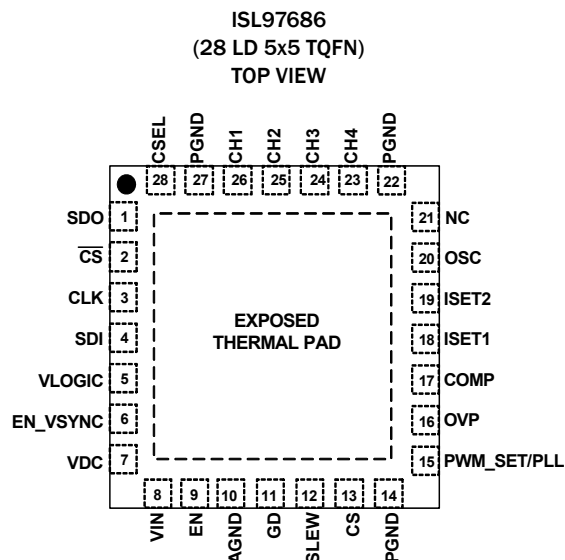 ISL97686
(28 LD 5x5 TQFN)
TOP VIEW
CSEL
PGND
CH1
CH2
CH3
CH4
PGND
28
27
26
25
24
23
22
SDO 1
CS 2
CLK 3
SDI 4
VLOGIC 5
EN_VSYNC 6
VDC 7
EXPOSED
THERMAL PAD
21 NC
20 OSC
19 ISET2
18 ISET1
17 COMP
16 OVP
15 PWM_SET/PLL
8
9
10
11
12
13
14
VIN
EN
AGND
GD
SLEW
CS
PGND